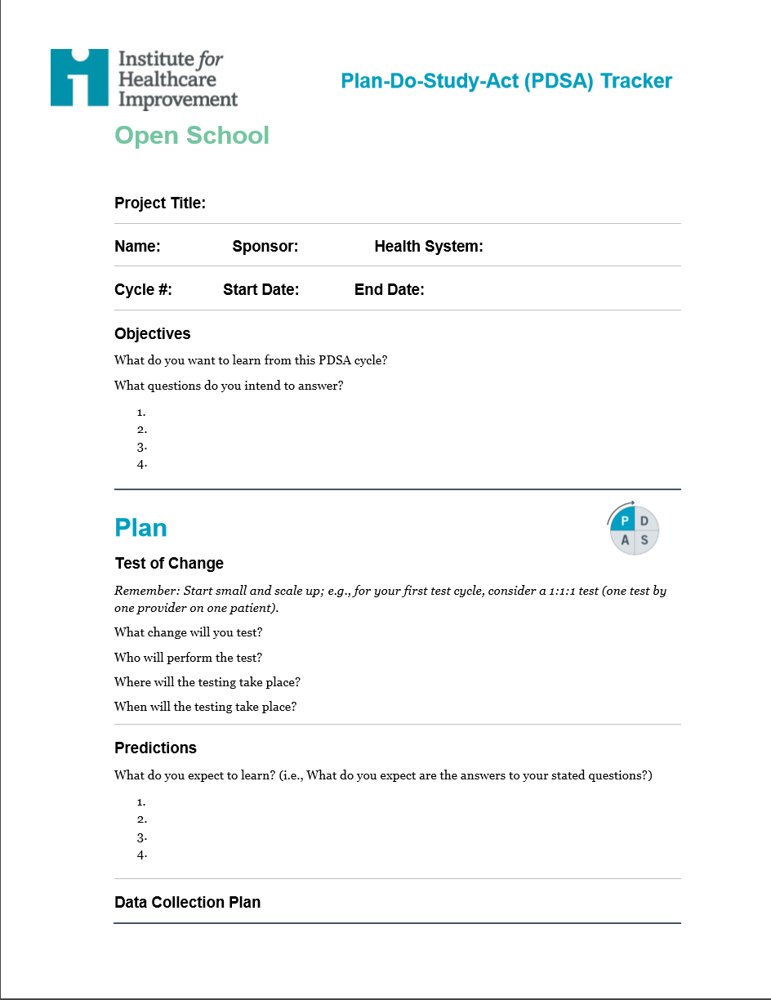 Institute for
Healthcare
Improvement
Plan-Do-Study-Act (PDSA) Tracker
Open School
Project Title:
Name: Sponsor: Health System:
Cycle #: Start Date: End Date:
Objectives
What do you want to learn from this PDSA cycle?
What questions do you intend to answer?
1.
2.
3.
4.
Plan
P D
A S
Test of Change
Remember: Start small and scale up; e.g., for your first test cycle, consider a 1:1:1 test (one test by
one provider on one patient).
What change will you test?
Who will perform the test?
Where will the testing take place?
When will the testing take place?
Predictions
What do you expect to learn? (i.e., What do you expect are the answers to your stated questions?)
1.
2.
3.
4.
Data Collection Plan